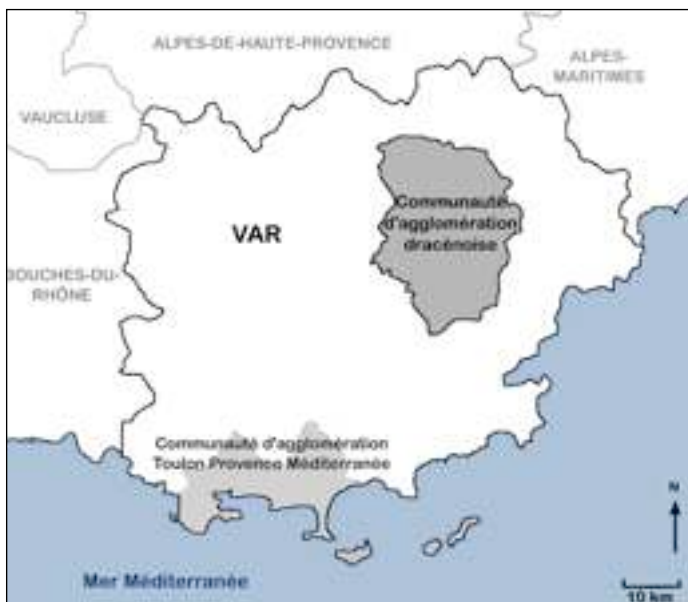 ALPES-DE-HAUTE-PROVENCE
ALPES-
MARITIMES
VAUCLUSE
Communauté
d'agglomération
dracénoise
VAR
BOUCHES-DU-
RHÔNE
Communauté d'agglomération
Toulon Provence Méditerranée
N
Mer Méditerranée
10 km